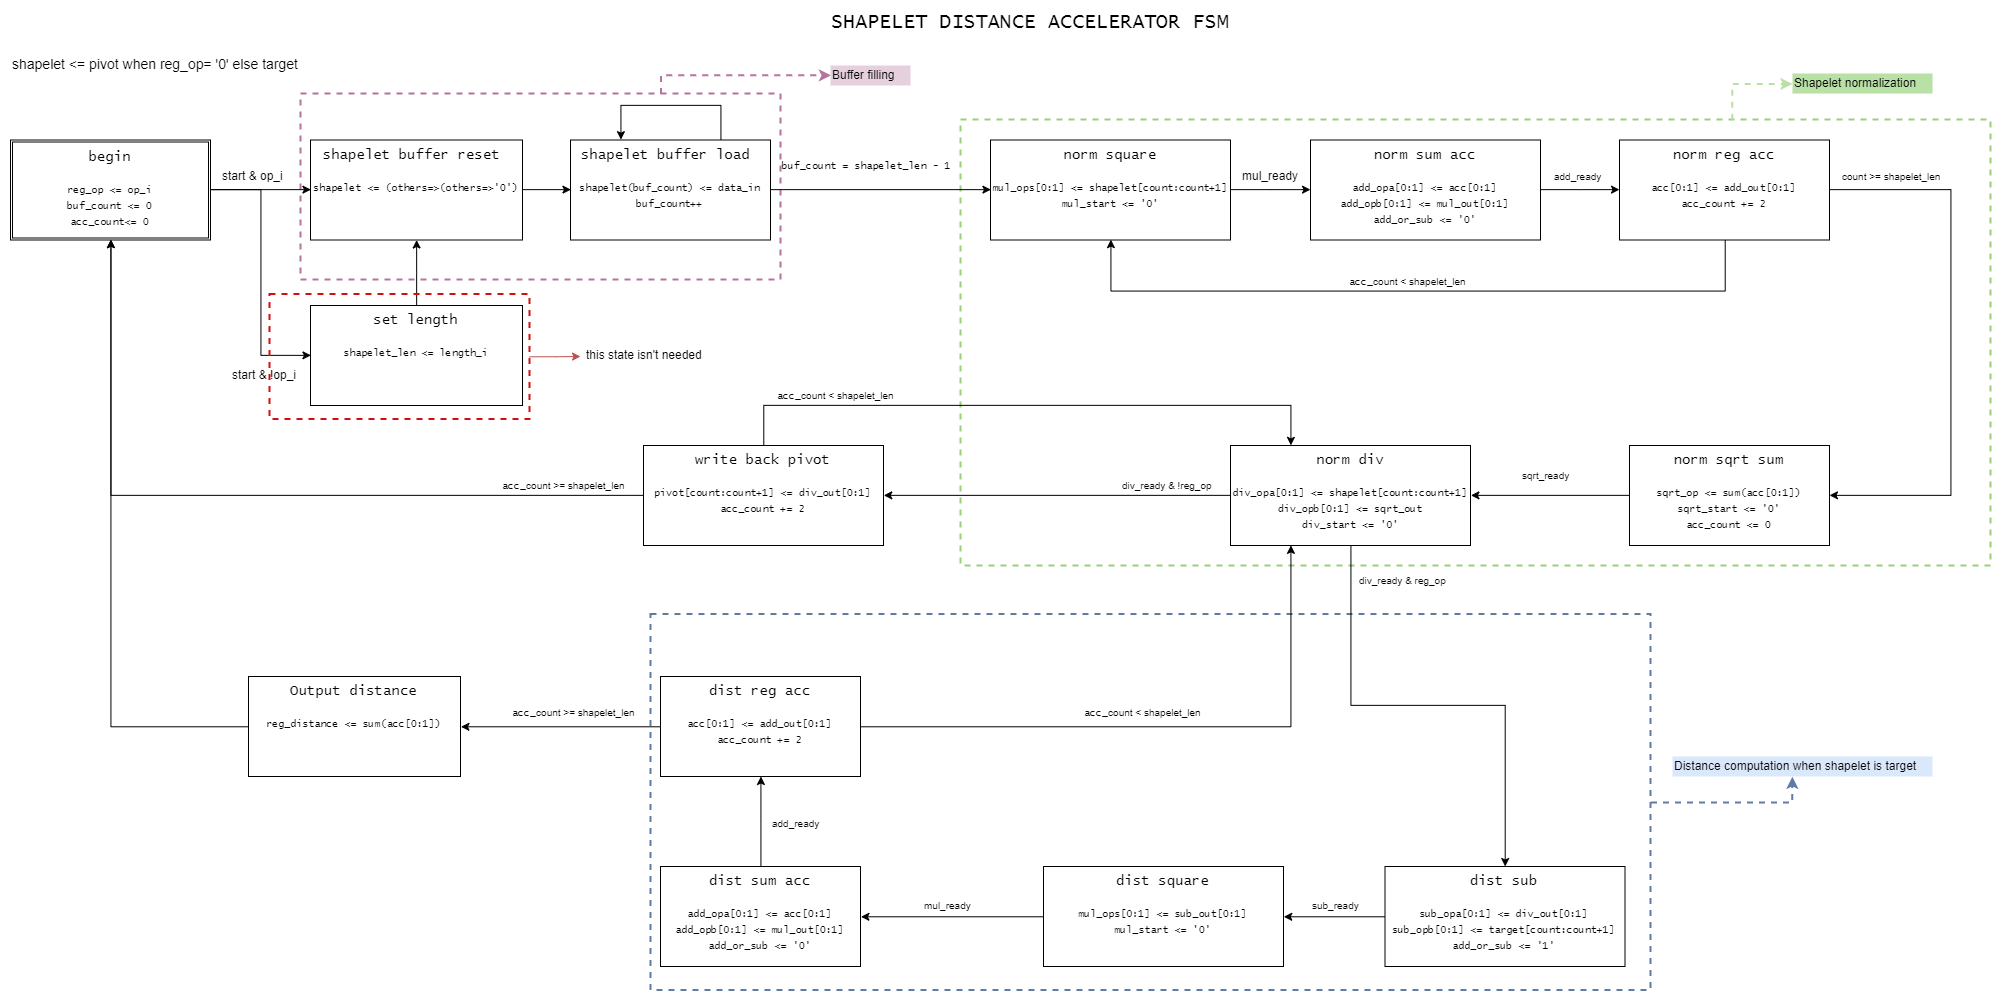 SHAPELET DISTANCE ACCELERATOR FSM
shapelet <= pivot when reg_op= '0' else target
Buffer filling
Shapelet normalization
begin
reg_op <= op_i
buf_count <= 0
acc_count<= 0
start & op_i
shapelet buffer reset
shapelet <= (others=>(others=>'0')
shapelet buffer load
shapelet(buf_count) <= data_in
buf_count++
buf_count = shapelet_len - 1
norm square
mul_ops[0:1] <= shapelet[count:count+1]
mul_start <= '0'
mul_ready
norm sum acc
add_opa[0:1] <= acc[0:1]
add_opb[0:1] <= mul_out[0:1]
add_or_sub <= '0'
add_ready
norm reg acc
acc[0:1] <= add_out[0:1]
acc_count += 2
count >= shapelet_len
acc_count < shapelet_len
set length
shapelet_len <= length_i
start & !op_i
this state isn't needed
acc_count < shapelet_len
acc_count >= shapelet_len
write back pivot
pivot[count:count+1] <= div_out[0:1]
acc_count += 2
div_ready & !reg_op
norm div
div_opa[0:1] <= shapelet[count:count+1]
div_opb[0:1] <= sqrt_out
div_start <= '0'
sqrt_ready
norm sqrt sum
sqrt_op <= sum(acc[0:1])
sqrt_start <= '0'
acc_count <= 0
div_ready & reg_op
Output distance
reg_distance <= sum(acc[0:1])
acc_count >= shapelet_len
dist reg acc
acc[0:1] <= add_out[0:1]
acc_count += 2
acc_count < shapelet_len
Distance computation when shapelet is target
add_ready
dist sum acc
add_opa[0:1] <= acc[0:1]
add_opb[0:1] <= mul_out[0:1]
add_or_sub <= '0'
mul_ready
dist square
mul_ops[0:1] <= sub_out[0:1]
mul_start <= '0'
sub_ready
dist sub
sub_opa[0:1] <= div_out[0:1]
sub_opb[0:1] <= target[count:count+1]
add_or_sub <= '1'